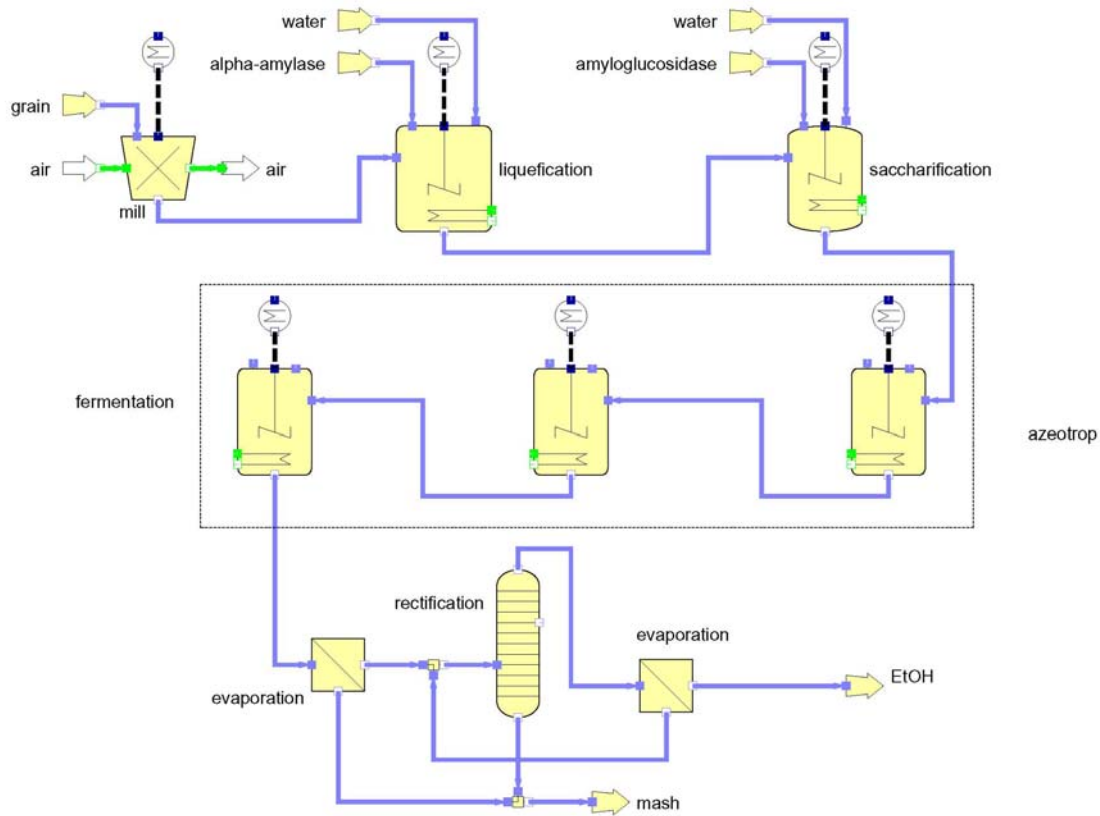 water
water
alpha-amylase
amyloglucosidase
M
M
M
grain
air
air
liquefication
saccharification
mill
M
M
M
fermentation
azeotrop
rectification
evaporation
evaporation
EtOH
mash